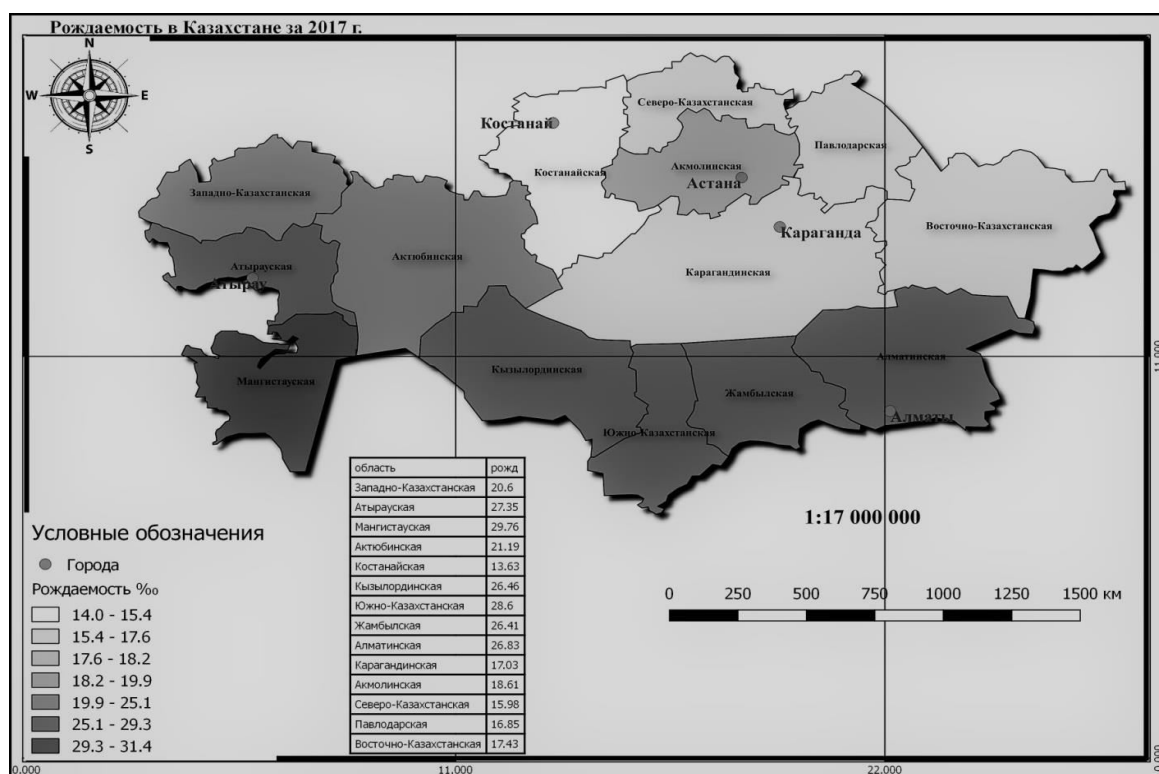 Рождаемость в Казахстане за 2017 г.
N
W E
S
Северо-Казахстанская
Костанай
Павлодарская
Акмолинская
Костанайская
Астана
Западно-Казахстанская
Восточно-Казахстанская
Караганда
Актюбинская
Атырауская
Карагандинская
Атырау
11.000
Алматинская
Кызылординская
Мангистауская
Жамбылская
Алматы
Южно-Казахстанская
область рожд
Западно-Казахстанская 20.6
Атырауская 27.35
Мангистауская 29.76
Актюбинская 21.19
Костанайская 13.63
Кызылординская 26.46
Южно-Казахстанская 28.6
Жамбылская 26.41
Алматинская 26.83
Карагандинская 17.03
Акмолинская 18.61
Северо-Казахстанская 15.98
Павлодарская 16.85
Восточно-Казахстанская 17.43
1:17 000 000
0 250 500 750 1000 1250 1500 км
Условные обозначения
Города
Рождаемость ‰
14.0 - 15.4
15.4 - 17.6
17.6 - 18.2
18.2 - 19.9
19.9 - 25.1
25.1 - 29.3
29.3 - 31.4
0.000 11.000 22.000